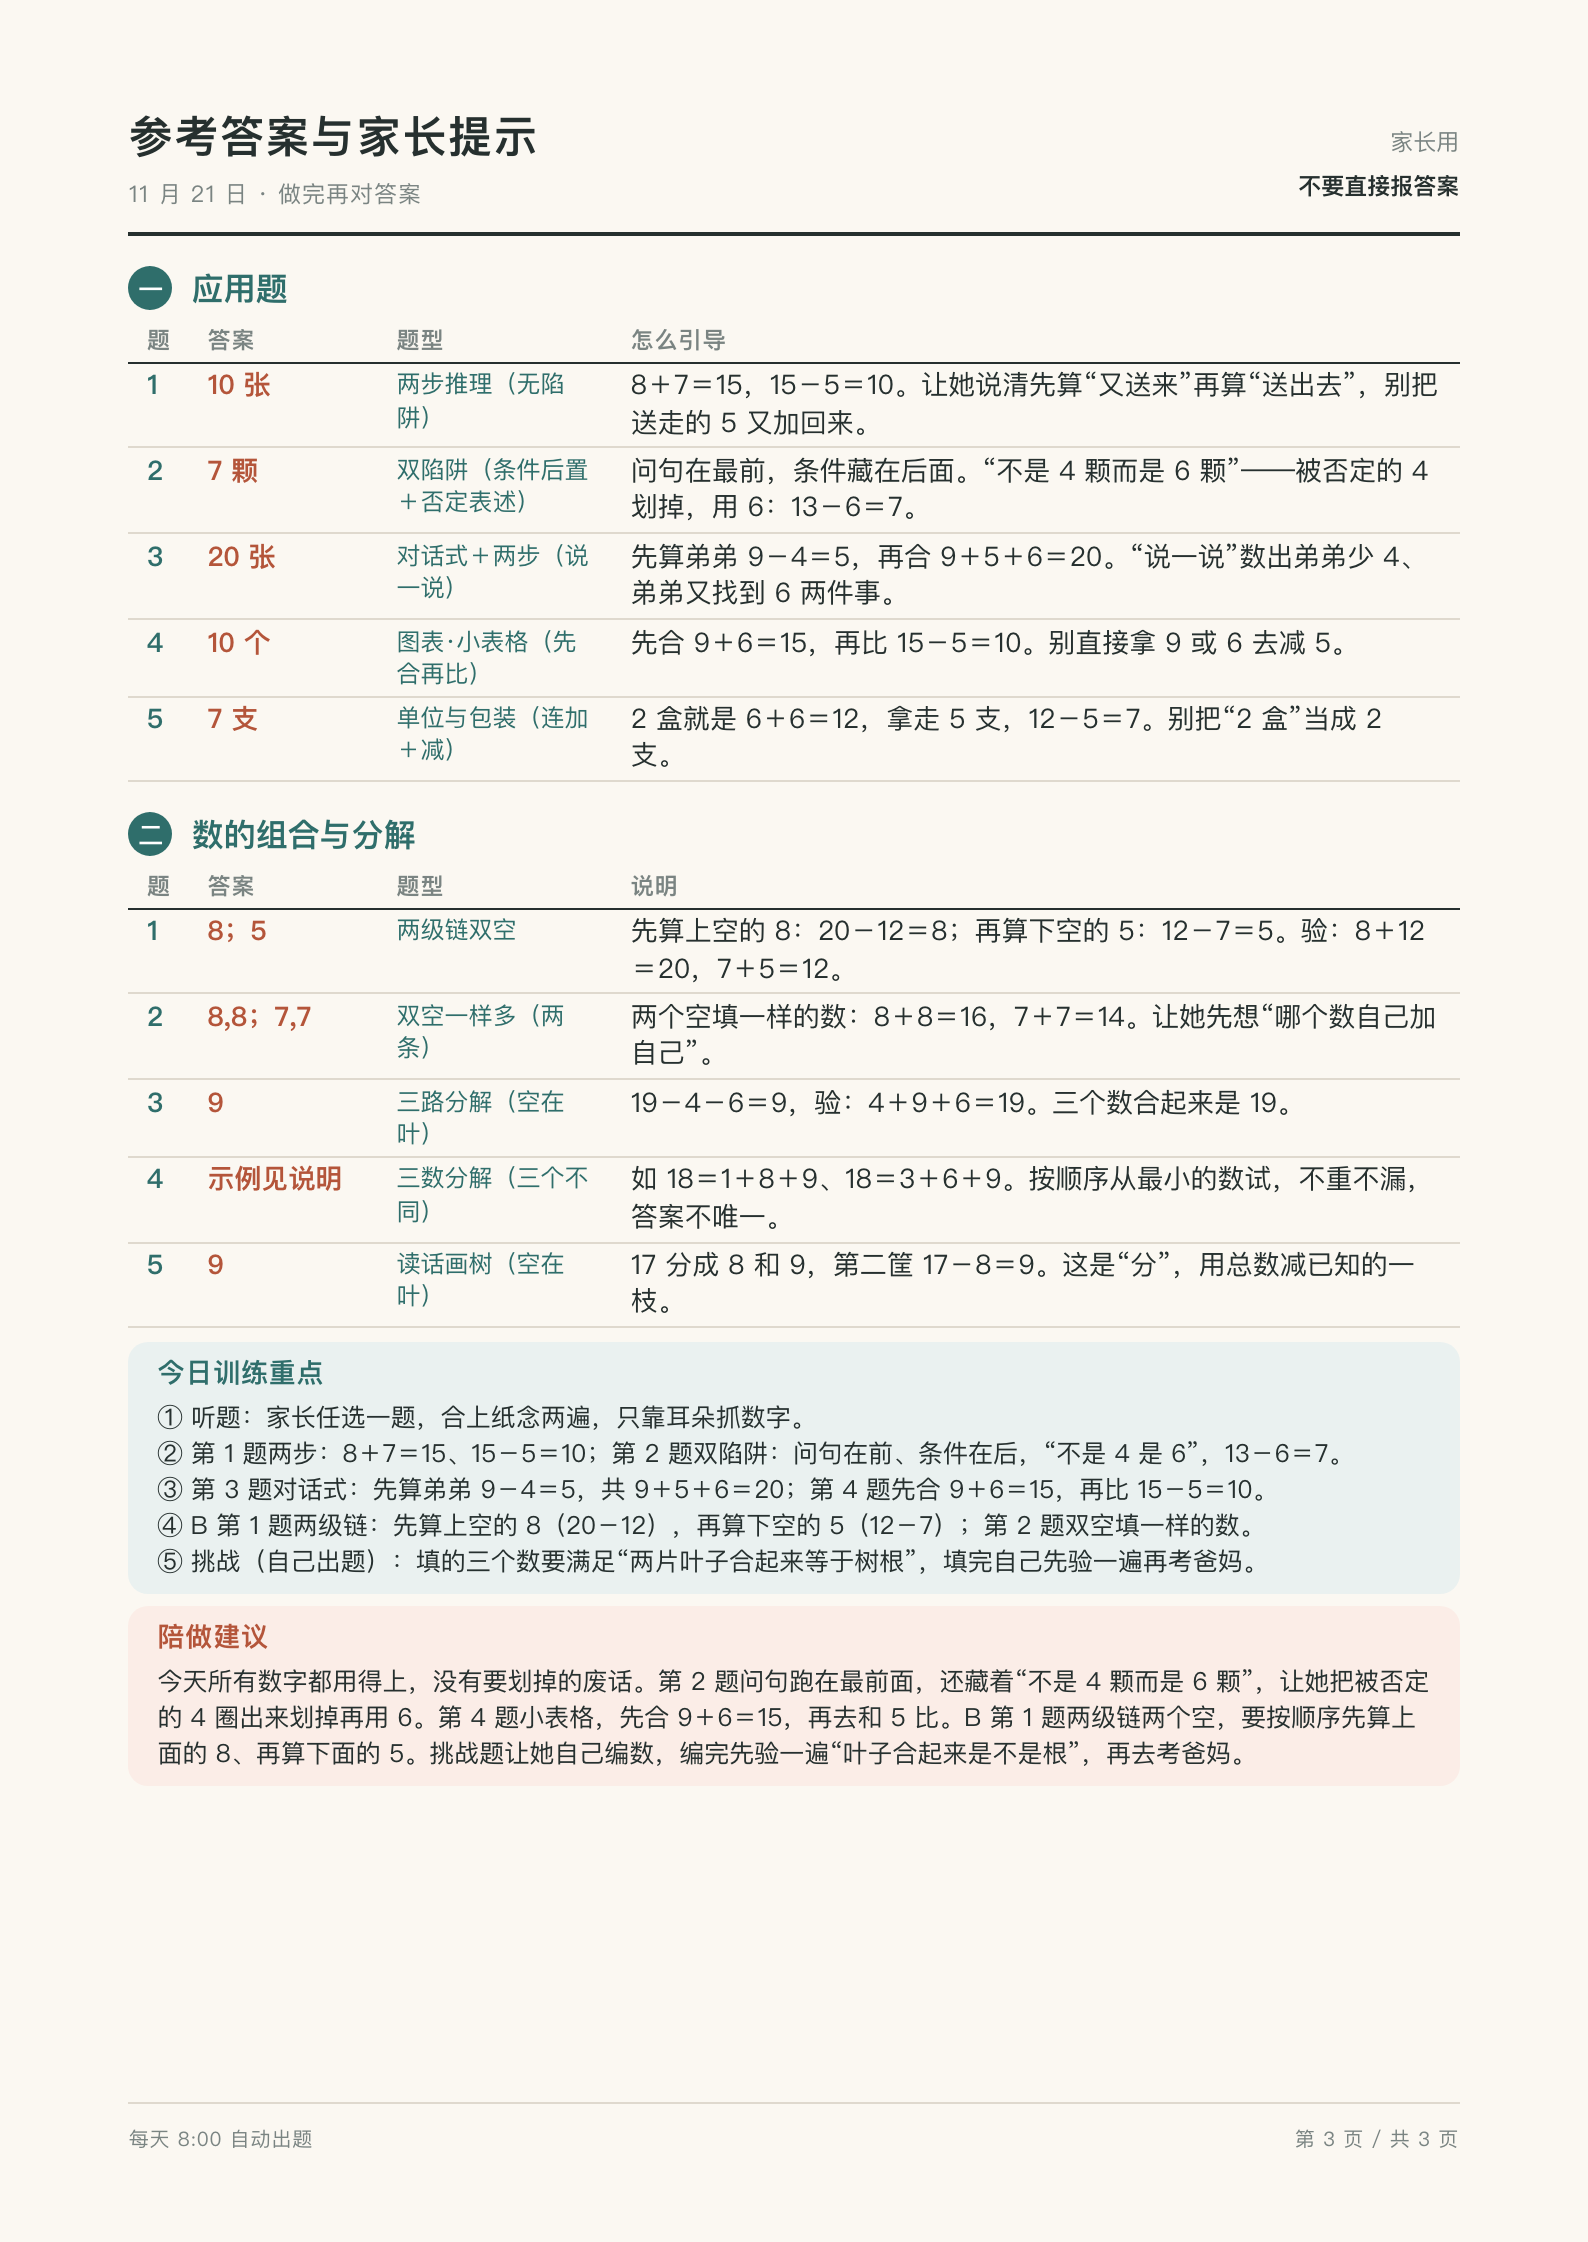 参考答案与家长提示
家长用
11 月 21 日 · 做完再对答案
不要直接报答案
一 应用题
题 答案 题型 怎么引导
1 10 张 两步推理（无陷 8＋7＝15，15－5＝10。让她说清先算“又送来”再算“送出去”，别把
阱） 送走的 5 又加回来。
2 7 颗 双陷阱（条件后置 问句在最前，条件藏在后面。“不是 4 颗而是 6 颗”——被否定的 4
＋否定表述） 划掉，用 6：13－6＝7。
3 20 张 对话式＋两步（说 先算弟弟 9－4＝5，再合 9＋5＋6＝20。“说一说”数出弟弟少 4、
一说） 弟弟又找到 6 两件事。
4 10 个 图表·小表格（先 先合 9＋6＝15，再比 15－5＝10。别直接拿 9 或 6 去减 5。
合再比）
5 7 支 单位与包装（连加 2 盒就是 6＋6＝12，拿走 5 支，12－5＝7。别把“2 盒”当成 2
＋减） 支。
二 数的组合与分解
题 答案 题型 说明
1 8；5 两级链双空 先算上空的 8：20－12＝8；再算下空的 5：12－7＝5。验：8＋12
＝20，7＋5＝12。
2 8,8；7,7 双空一样多（两 两个空填一样的数：8＋8＝16，7＋7＝14。让她先想“哪个数自己加
条） 自己”。
3 9 三路分解（空在 19－4－6＝9，验：4＋9＋6＝19。三个数合起来是 19。
叶）
4 示例见说明 三数分解（三个不 如 18＝1＋8＋9、18＝3＋6＋9。按顺序从最小的数试，不重不漏，
同） 答案不唯一。
5 9 读话画树（空在 17 分成 8 和 9，第二筐 17－8＝9。这是“分”，用总数减已知的一
叶） 枝。
今日训练重点
① 听题：家长任选一题，合上纸念两遍，只靠耳朵抓数字。
② 第 1 题两步：8＋7＝15、15－5＝10；第 2 题双陷阱：问句在前、条件在后，“不是 4 是 6”，13－6＝7。
③ 第 3 题对话式：先算弟弟 9－4＝5，共 9＋5＋6＝20；第 4 题先合 9＋6＝15，再比 15－5＝10。
④ B 第 1 题两级链：先算上空的 8（20－12），再算下空的 5（12－7）；第 2 题双空填一样的数。
⑤ 挑战（自己出题）：填的三个数要满足“两片叶子合起来等于树根”，填完自己先验一遍再考爸妈。
陪做建议
今天所有数字都用得上，没有要划掉的废话。第 2 题问句跑在最前面，还藏着“不是 4 颗而是 6 颗”，让她把被否定
的 4 圈出来划掉再用 6。第 4 题小表格，先合 9＋6＝15，再去和 5 比。B 第 1 题两级链两个空，要按顺序先算上
面的 8、再算下面的 5。挑战题让她自己编数，编完先验一遍“叶子合起来是不是根”，再去考爸妈。
每天 8:00 自动出题
第 3 页 / 共 3 页